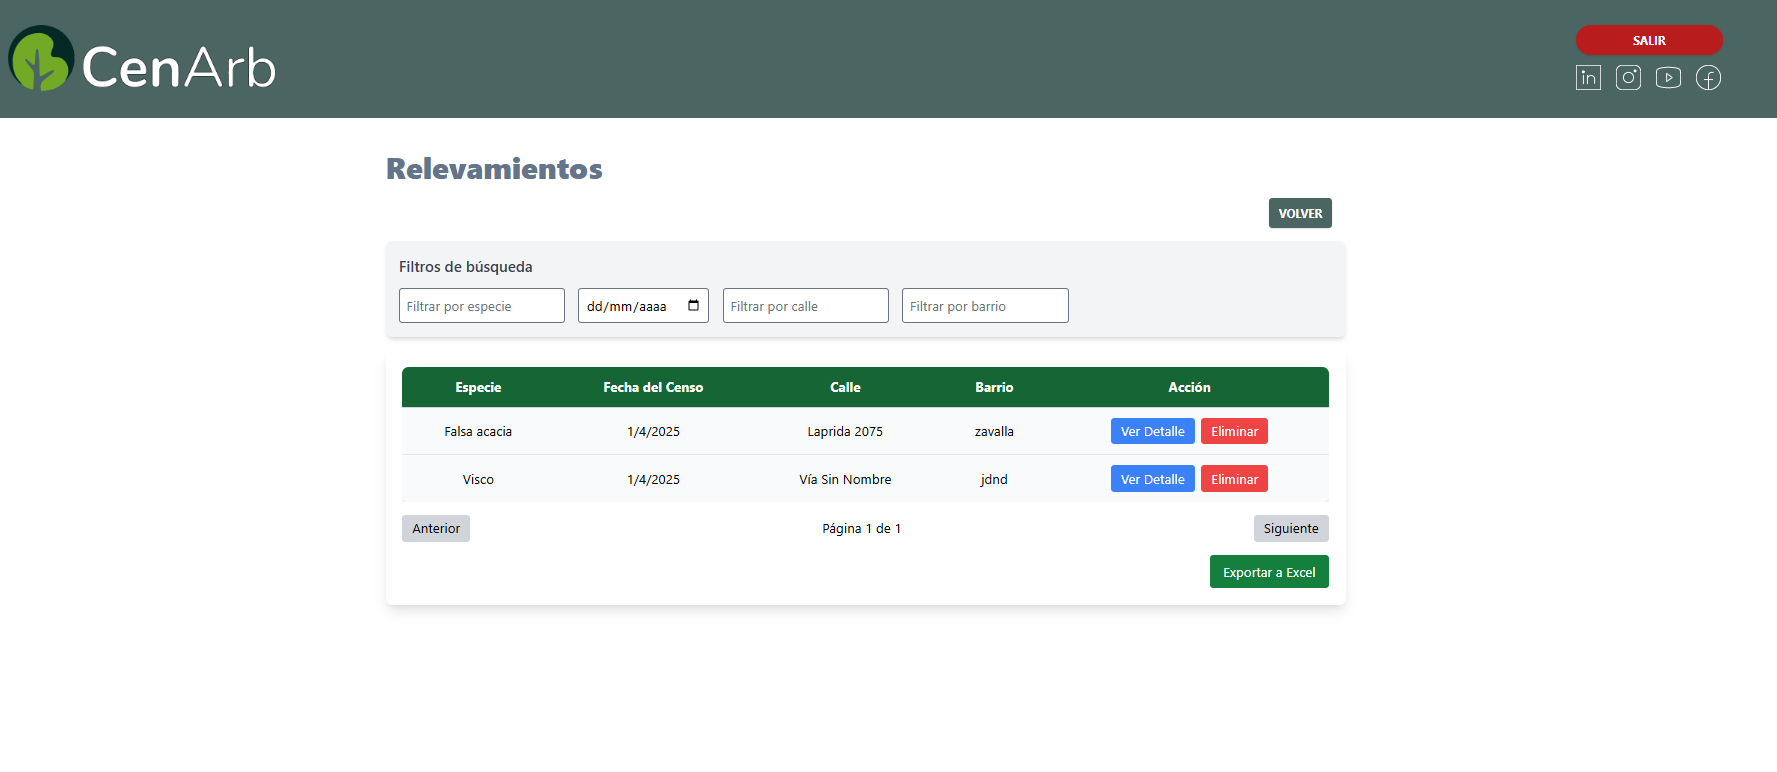 CenArb
SALIR
Relevamientos
VOLVER
Filtros de búsqueda
Filtrar por especie dd/mm/aaaa Filtrar por calle Filtrar por barrio
Especie Fecha del Censo Calle Barrio Acción
Falsa acacia 1/4/2025 Laprida 2075 zavalla Ver Detalle Eliminar
Visco 1/4/2025 Vía Sin Nombre jdnd Ver Detalle Eliminar
Anterior Página 1 de 1 Siguiente
Exportar a Excel